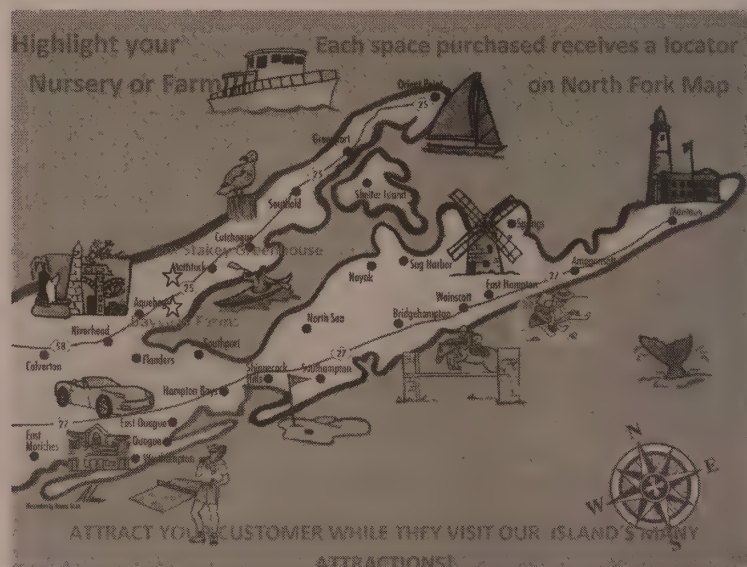 Highlight your
Each space purchased receives a locator
Nursery or Farm
on North Fork Map
Orient Point
25
Greenport
25
Shelter Island
Southold
Cutchogue
Stakey Greenhouse
Mattituck
25
Aquebogue
Farms
Riverhead
58
Calverton
Flanders
Southport
Springs
Montauk
Noyak
Sag Harbor
Amagansett
27
East Hampton
Wainscott
Bridgehampton
North Sea
27
Shinnecock
Hills
Southampton
Hampton Bays
27
East Quogue
East
Moriches
Quogue
Westhampton
N
E
W
S
ATTRACT YOUR CUSTOMER WHILE THEY VISIT OUR ISLAND'S MANY
ATTRACTIONS!